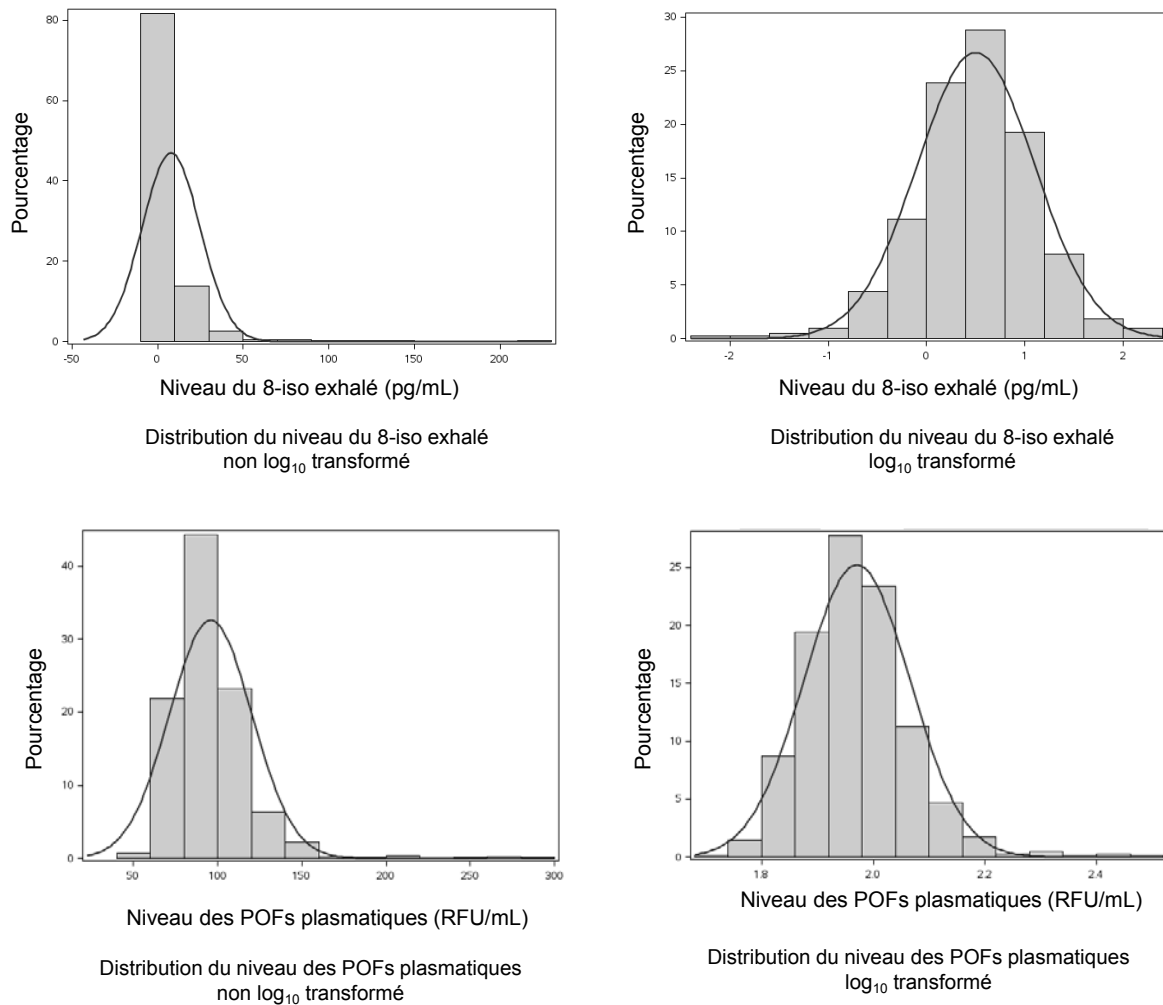 80
60
40
20
0
Pourcentage
-50 0 50 100 150 200
Niveau du 8-iso exhalé (pg/mL)
Distribution du niveau du 8-iso exhalé
non log₁₀ transformé
30
25
20
15
10
5
0
Pourcentage
-2 -1 0 1 2
Niveau du 8-iso exhalé (pg/mL)
Distribution du niveau du 8-iso exhalé
log₁₀ transformé
40
30
20
10
0
Pourcentage
50 100 150 200 250 300
Niveau des POFs plasmatiques (RFU/mL)
Distribution du niveau des POFs plasmatiques
non log₁₀ transformé
25
20
15
10
5
0
Pourcentage
1.8 2.0 2.2 2.4
Niveau des POFs plasmatiques (RFU/mL)
Distribution du niveau des POFs plasmatiques
log₁₀ transformé